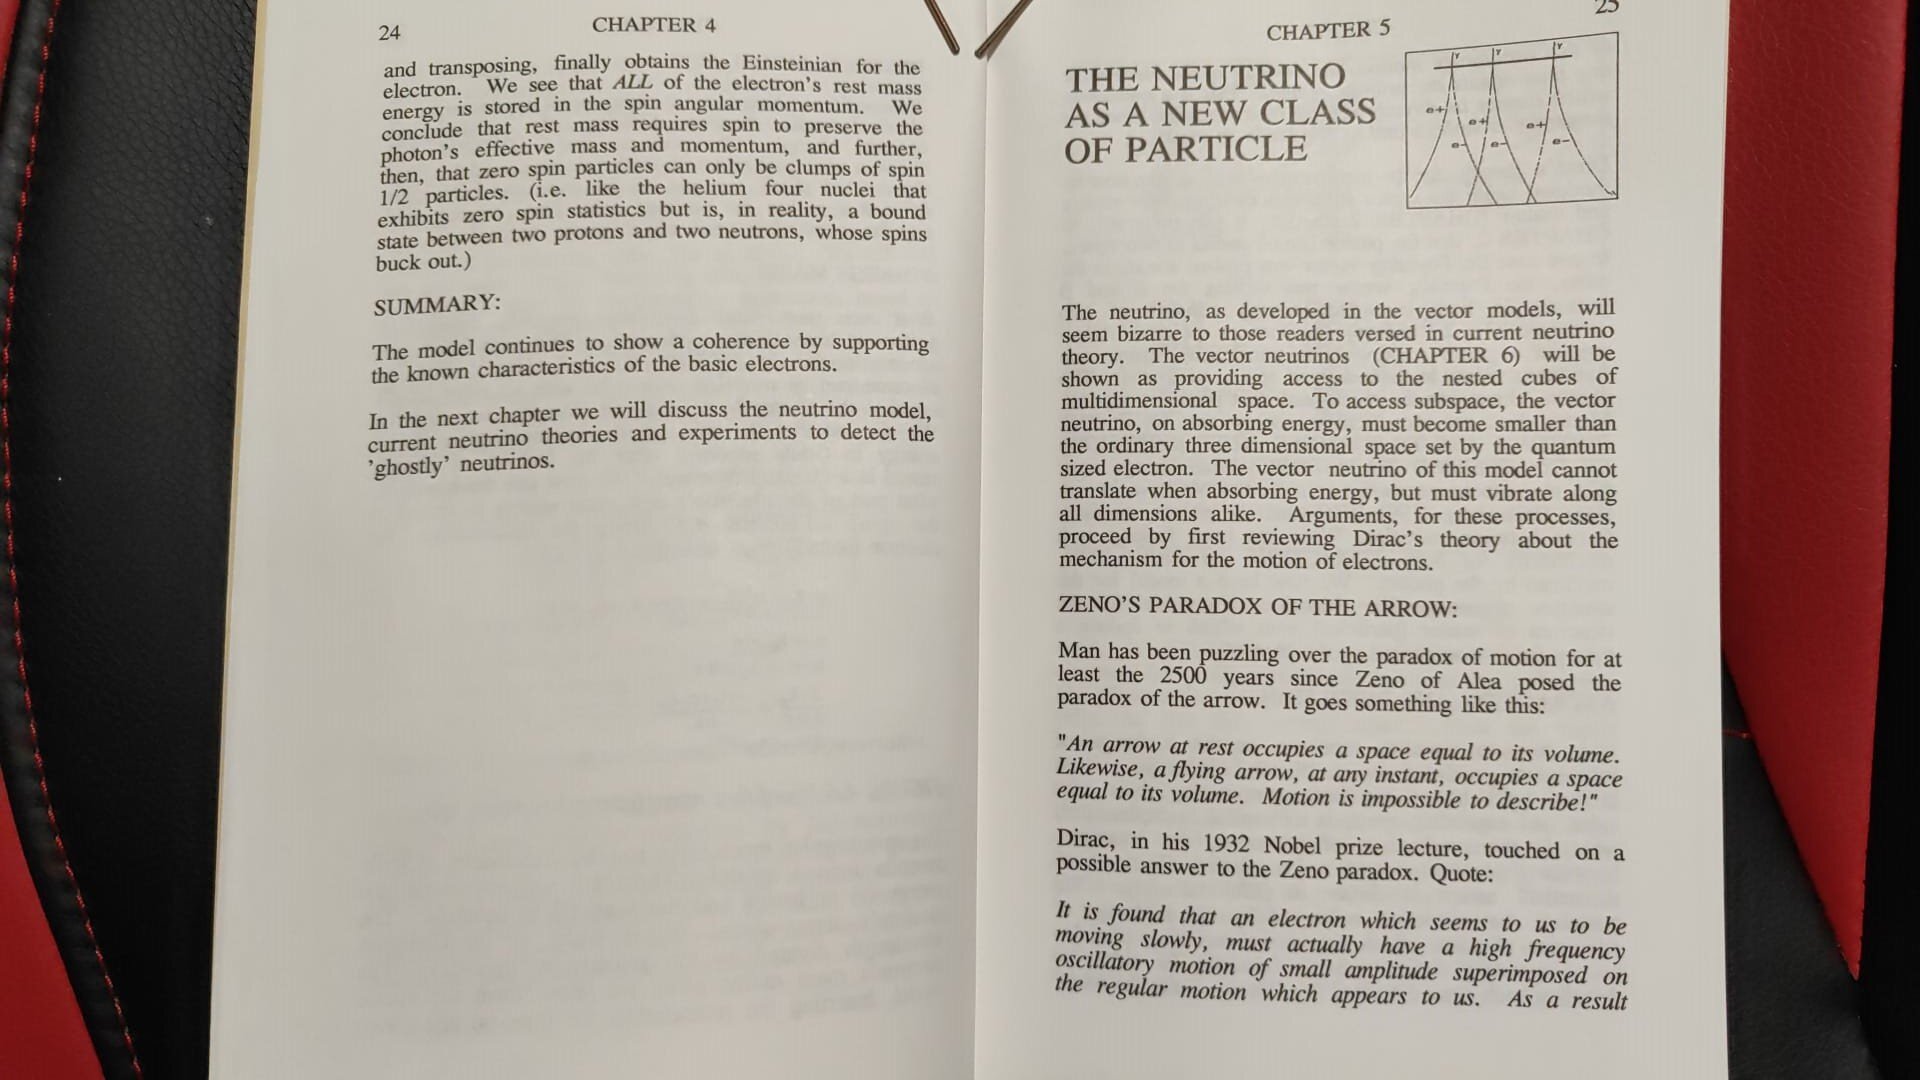 24
CHAPTER 4
and transposing, finally obtains the Einsteinian for the
electron. We see that ALL of the electron's rest mass
energy is stored in the spin angular momentum. We
conclude that rest mass requires spin to preserve the
photon's effective mass and momentum, and further,
then, that zero spin particles can only be clumps of spin
1/2 particles. (i.e. like the helium four nuclei that
exhibits zero spin statistics but is, in reality, a bound
state between two protons and two neutrons, whose spins
buck out.)
SUMMARY:
The model continues to show a coherence by supporting
the known characteristics of the basic electrons.
In the next chapter we will discuss the neutrino model,
current neutrino theories and experiments to detect the
'ghostly' neutrinos.
25
CHAPTER 5
THE NEUTRINO
AS A NEW CLASS
OF PARTICLE
γ γ γ
e+ e+ e+
e- e- e-
The neutrino, as developed in the vector models, will
seem bizarre to those readers versed in current neutrino
theory. The vector neutrinos (CHAPTER 6) will be
shown as providing access to the nested cubes of
multidimensional space. To access subspace, the vector
neutrino, on absorbing energy, must become smaller than
the ordinary three dimensional space set by the quantum
sized electron. The vector neutrino of this model cannot
translate when absorbing energy, but must vibrate along
all dimensions alike. Arguments, for these processes,
proceed by first reviewing Dirac's theory about the
mechanism for the motion of electrons.
ZENO'S PARADOX OF THE ARROW:
Man has been puzzling over the paradox of motion for at
least the 2500 years since Zeno of Alea posed the
paradox of the arrow. It goes something like this:
"An arrow at rest occupies a space equal to its volume.
Likewise, a flying arrow, at any instant, occupies a space
equal to its volume. Motion is impossible to describe!"
Dirac, in his 1932 Nobel prize lecture, touched on a
possible answer to the Zeno paradox. Quote:
It is found that an electron which seems to us to be
moving slowly, must actually have a high frequency
oscillatory motion of small amplitude superimposed on
the regular motion which appears to us. As a result